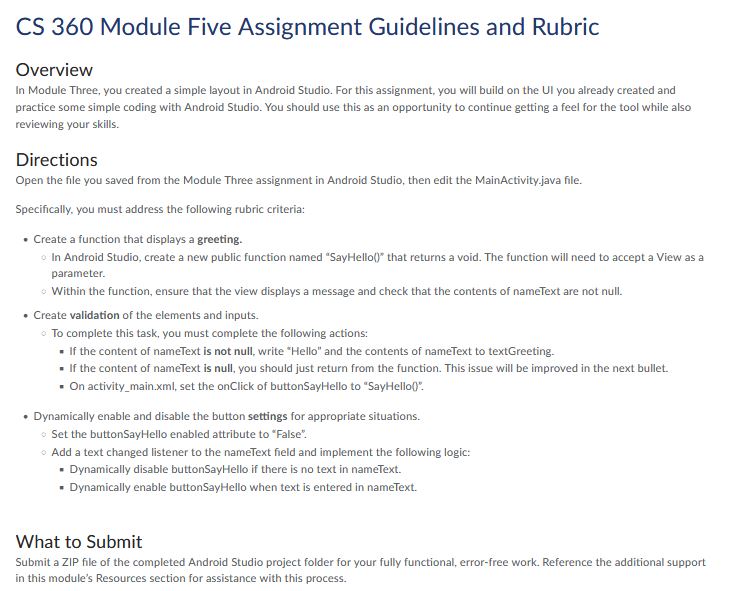 CS 360 Module Five Assignment Guidelines and Rubric
Overview
In Module Three, you created a simple layout in Android Studio. For this assignment, you will build on the UI you already created and
practice some simple coding with Android Studio. You should use this as an opportunity to continue getting a feel for the tool while also
reviewing your skills.
Directions
Open the file you saved from the Module Three assignment in Android Studio, then edit the MainActivity.java file.
Specifically, you must address the following rubric criteria:
• Create a function that displays a greeting.
○ In Android Studio, create a new public function named “SayHello()” that returns a void. The function will need to accept a View as a
parameter.
○ Within the function, ensure that the view displays a message and check that the contents of nameText are not null.
• Create validation of the elements and inputs.
○ To complete this task, you must complete the following actions:
▪ If the content of nameText is not null, write “Hello” and the contents of nameText to textGreeting.
▪ If the content of nameText is null, you should just return from the function. This issue will be improved in the next bullet.
▪ On activity_main.xml, set the onClick of buttonSayHello to “SayHello()”.
• Dynamically enable and disable the button settings for appropriate situations.
○ Set the buttonSayHello enabled attribute to “False”.
○ Add a text changed listener to the nameText field and implement the following logic:
▪ Dynamically disable buttonSayHello if there is no text in nameText.
▪ Dynamically enable buttonSayHello when text is entered in nameText.
What to Submit
Submit a ZIP file of the completed Android Studio project folder for your fully functional, error-free work. Reference the additional support
in this module’s Resources section for assistance with this process.